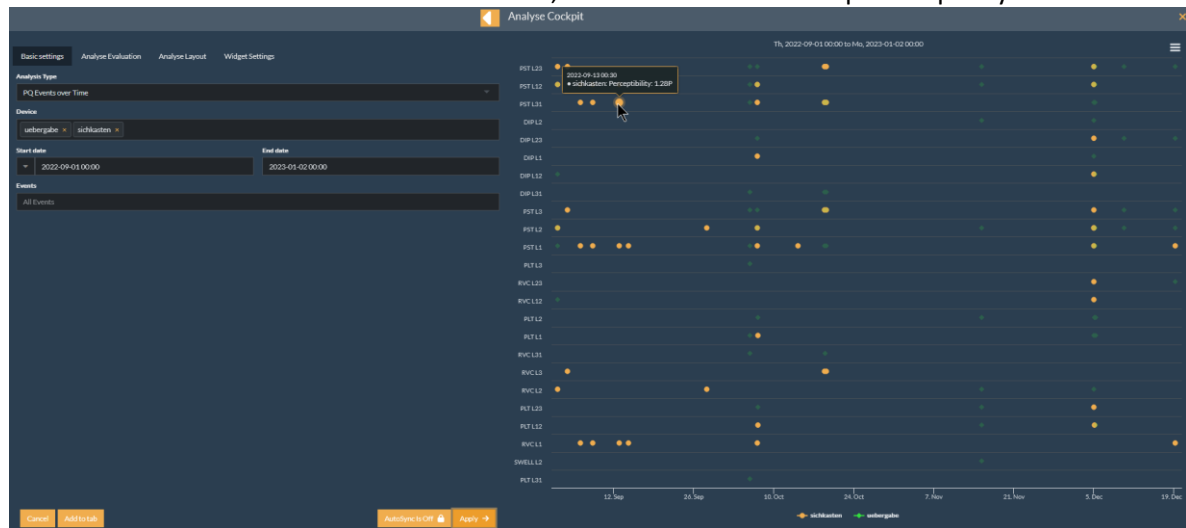 Analyse Cockpit
×
Basic settings Analyse Evaluation Analyse Layout Widget Settings
Analysis Type
PQ Events over Time
Device
uebergabe × sichkasten ×
Start date End date
2022-09-01 00:00 2023-01-02 00:00
Events
All Events
Cancel Add to tab AutoSync Is Off Apply →
Th, 2022-09-01 00:00 to Mo, 2023-01-02 00:00
PST L23
2022-09-13 00:30
• sichkasten: Perceptibility: 1.28P
PST L12
PST L31
DIP L2
DIP L23
DIP L1
DIP L12
DIP L31
PST L3
PST L2
PST L1
PLT L3
RVC L23
RVC L12
PLT L2
PLT L1
RVC L31
RVC L3
RVC L2
PLT L23
PLT L12
RVC L1
SWELL L2
PLT L31
12. Sep 26. Sep 10. Oct 24. Oct 7. Nov 21. Nov 5. Dec 19. Dec
sichkasten uebergabe